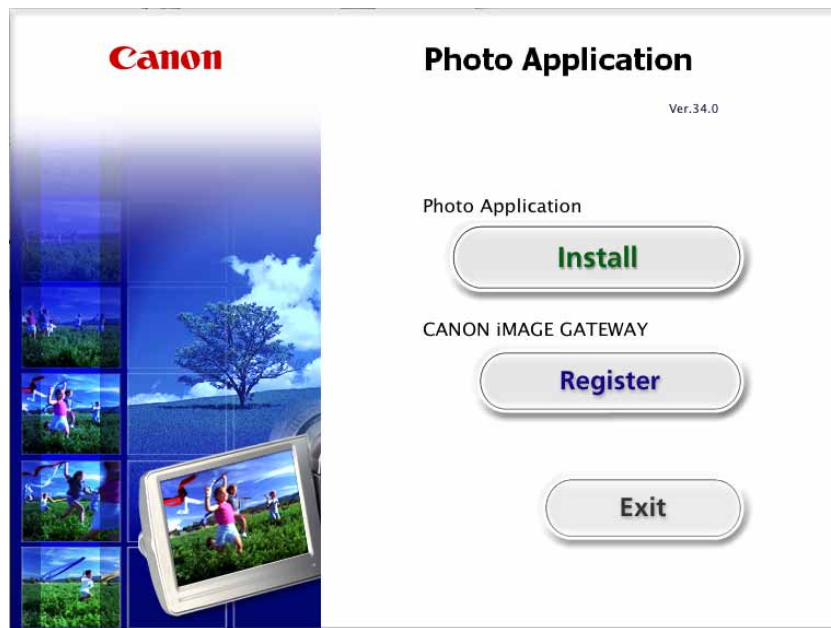 Canon
Photo Application
Ver.34.0
Photo Application
Install
CANON iMAGE GATEWAY
Register
Exit